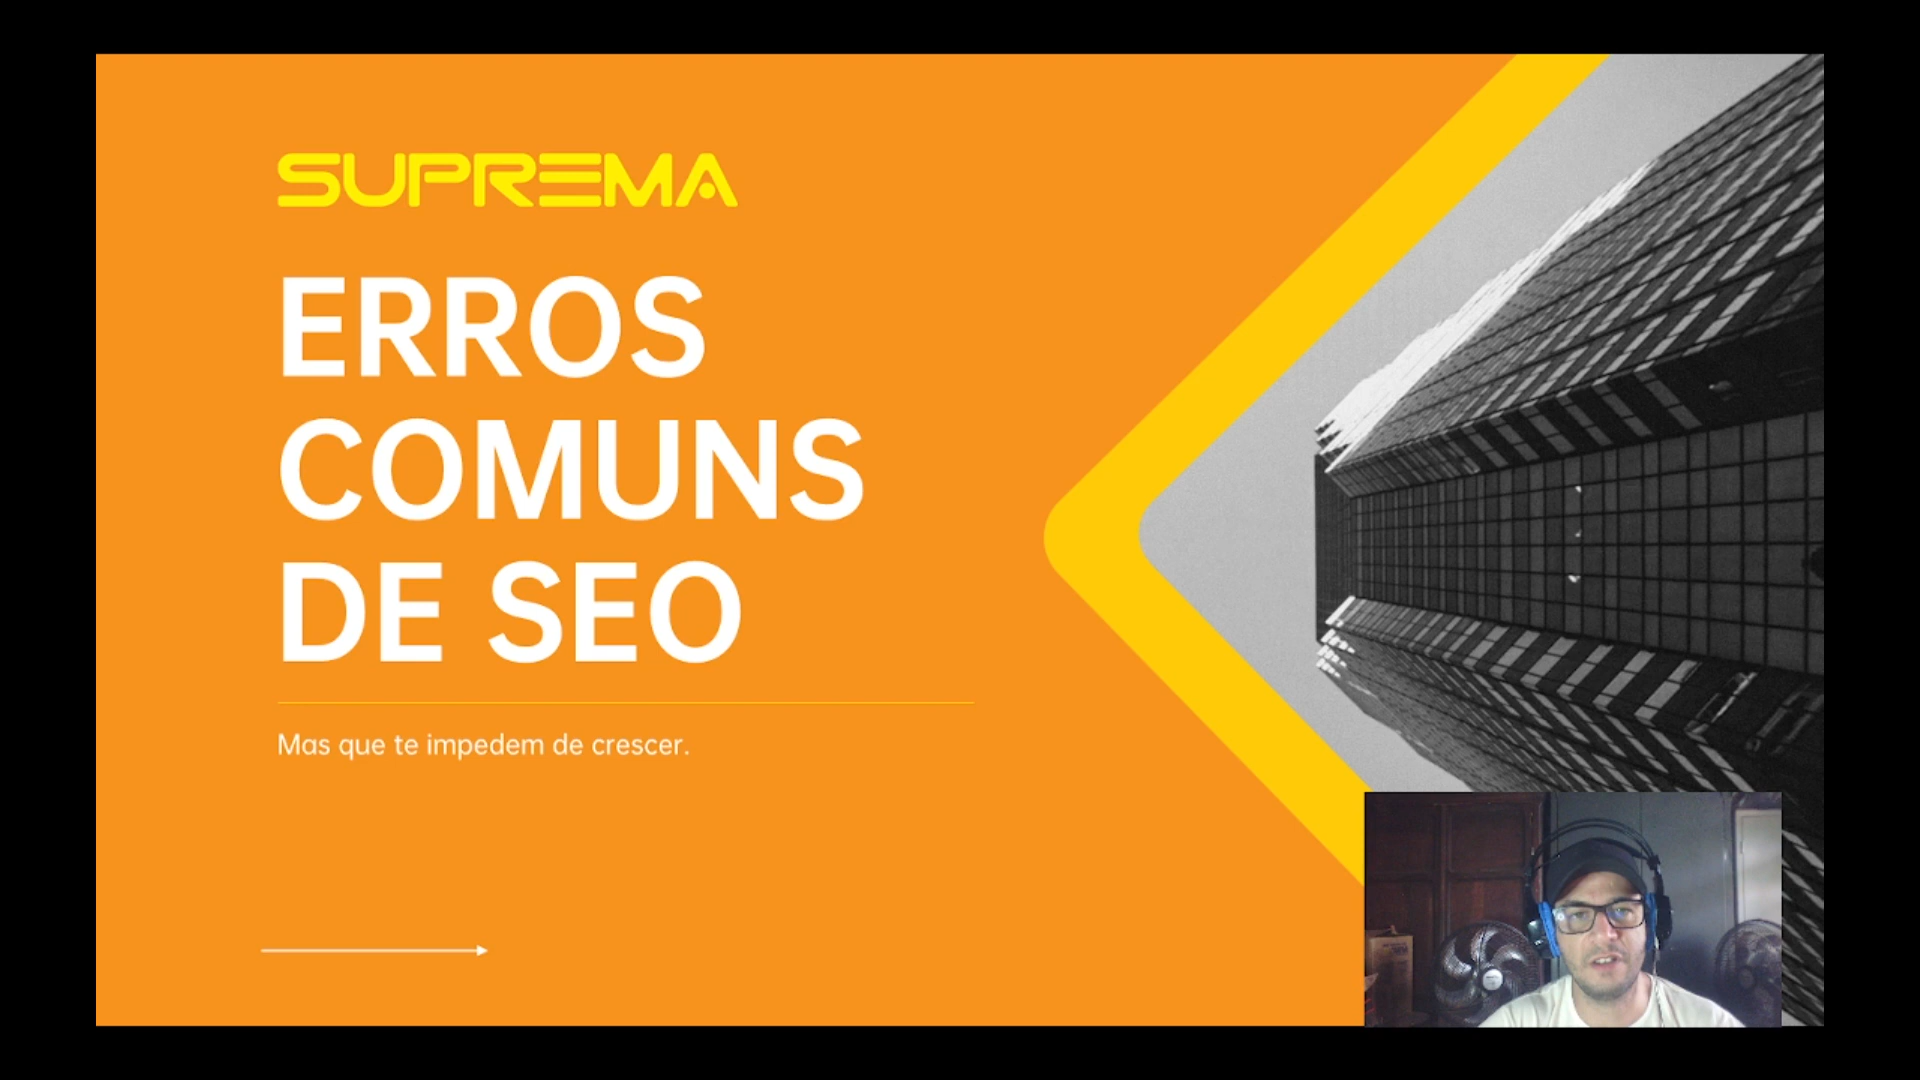 SUPREMA
ERROS
COMUNS
DE SEO
Mas que te impedem de crescer.